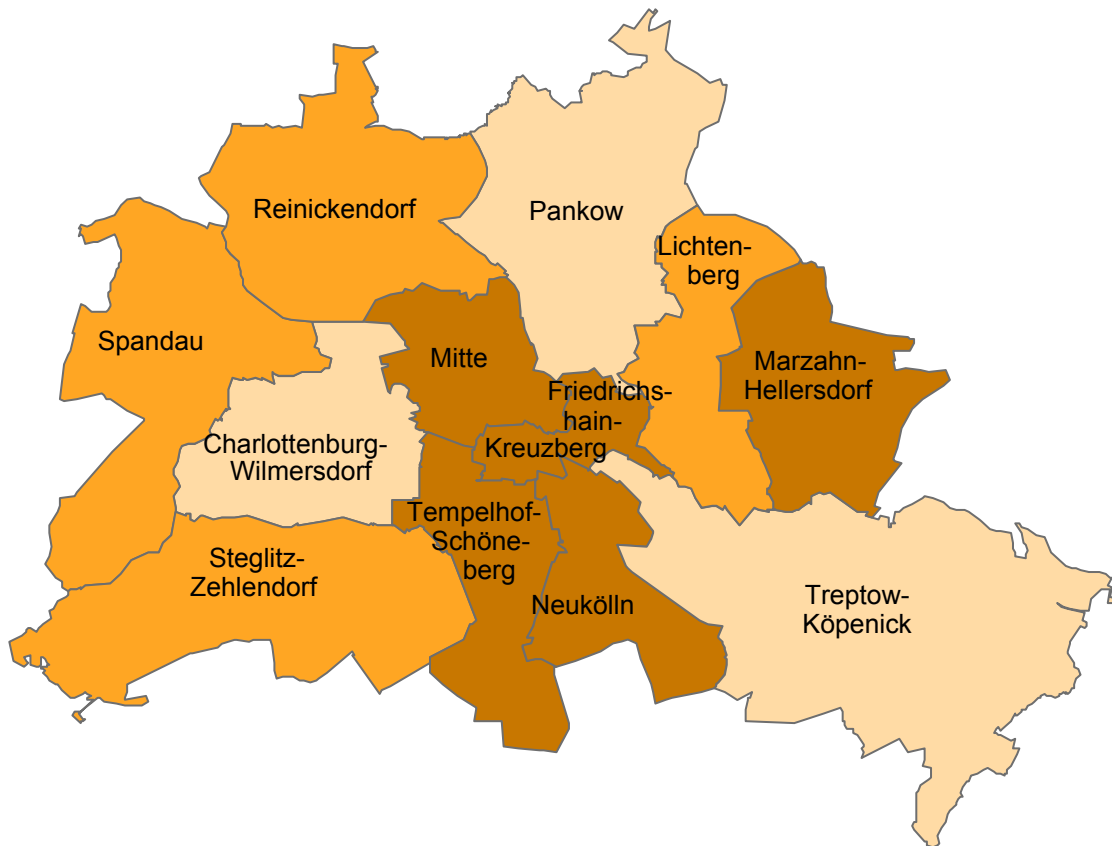 Reinickendorf
Pankow
Lichten-
berg
Spandau
Mitte
Marzahn-
Hellersdorf
Friedrichs-
hain-
Kreuzberg
Charlottenburg-
Wilmersdorf
Tempelhof-
Schöne-
berg
Steglitz-
Zehlendorf
Neukölln
Treptow-
Köpenick